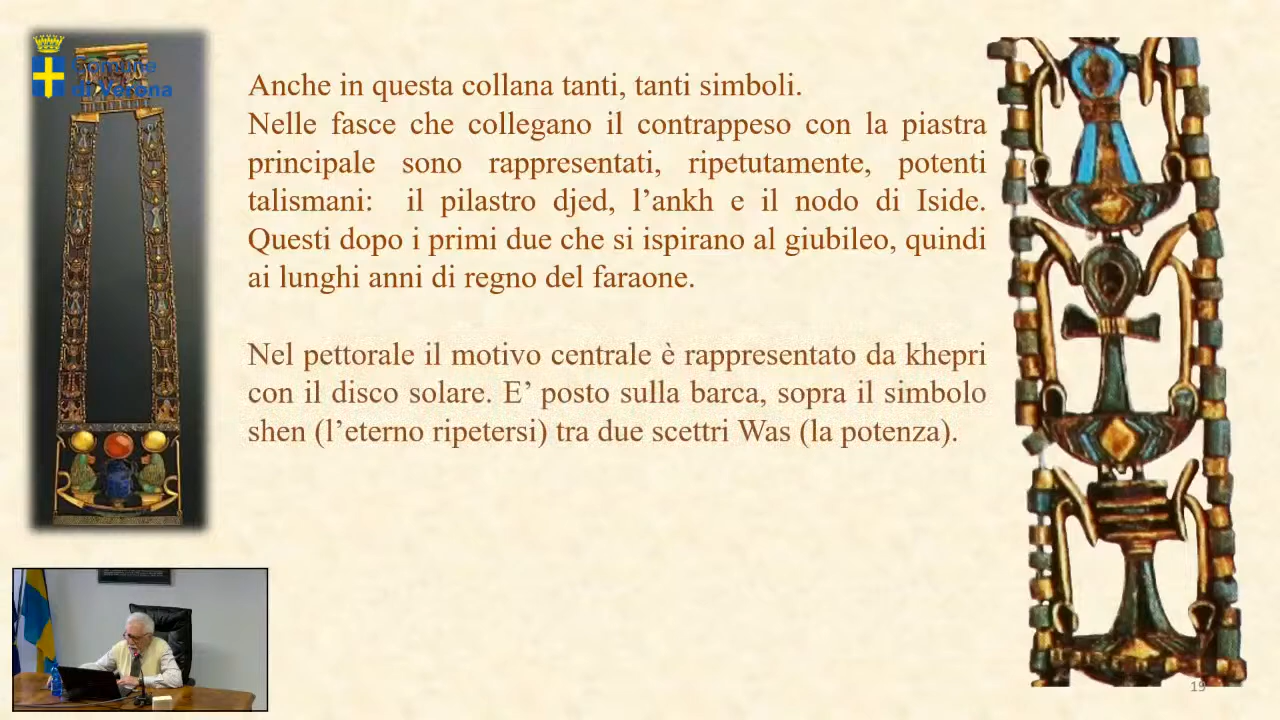 Comune
di Verona
Anche in questa collana tanti, tanti simboli.
Nelle fasce che collegano il contrappeso con la piastra
principale sono rappresentati, ripetutamente, potenti
talismani: il pilastro djed, l’ankh e il nodo di Iside.
Questi dopo i primi due che si ispirano al giubileo, quindi
ai lunghi anni di regno del faraone.
Nel pettorale il motivo centrale è rappresentato da khepri
con il disco solare. E’ posto sulla barca, sopra il simbolo
shen (l’eterno ripetersi) tra due scettri Was (la potenza).
19